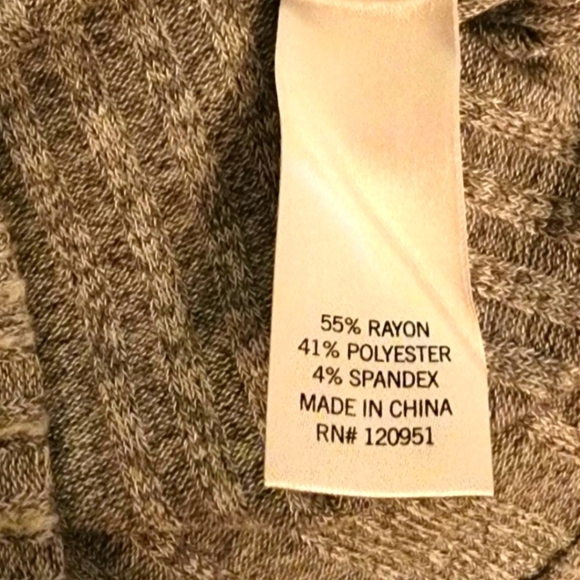 55% RAYON
41% POLYESTER
4% SPANDEX
MADE IN CHINA
RN# 120951